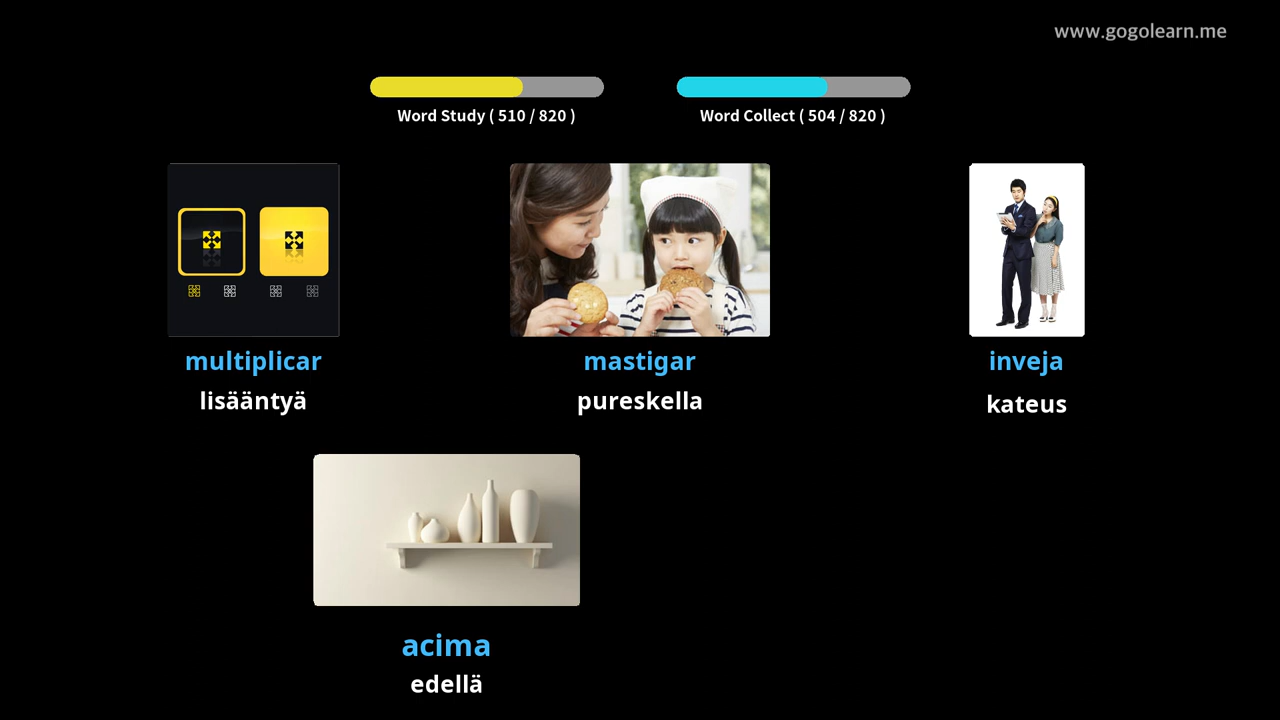 www.gogolearn.me
Word Study ( 510 / 820 )
Word Collect ( 504 / 820 )
multiplicar
lisääntyä
mastigar
pureskella
inveja
kateus
acima
edellä